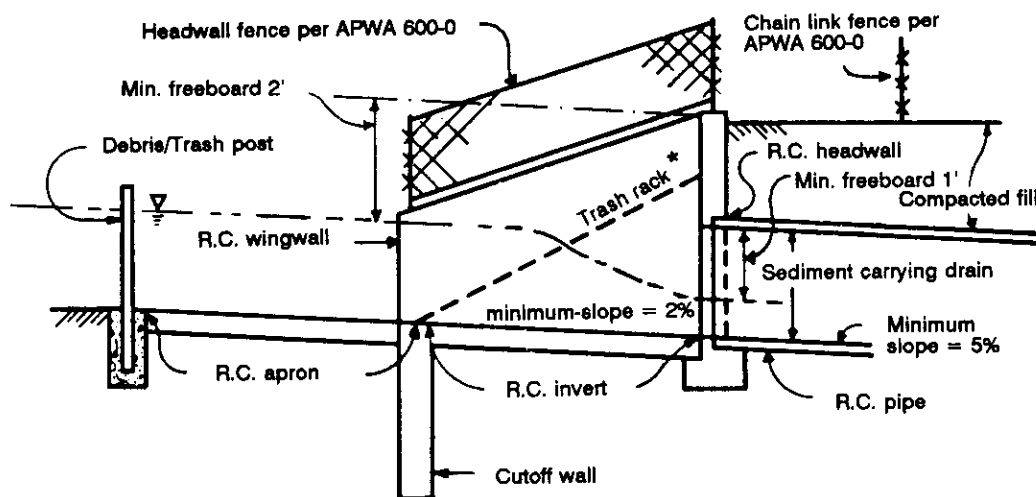 Headwall fence per APWA 600-0
Chain link fence per
APWA 600-0
Min. freeboard 2'
Debris/Trash post
R.C. headwall
Min. freeboard 1'
Compacted fill
Trash rack *
R.C. wingwall
Sediment carrying drain
minimum-slope = 2%
Minimum
slope = 5%
R.C. apron
R.C. invert
R.C. pipe
Cutoff wall